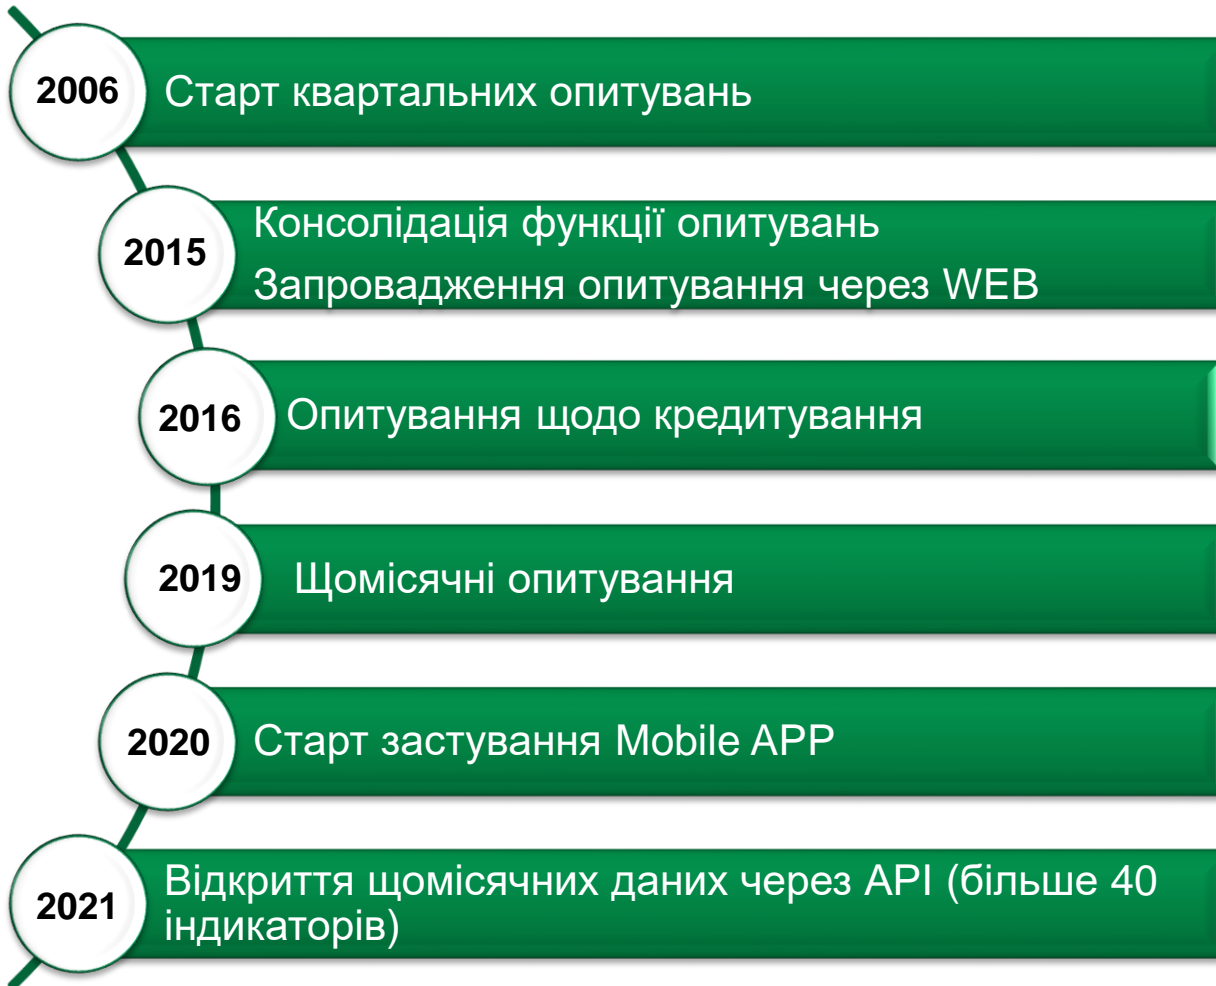 2006
Старт квартальних опитувань
2015
Консолідація функції опитувань
Запровадження опитування через WEB
2016
Опитування щодо кредитування
2019
Щомісячні опитування
2020
Старт застування Mobile APP
2021
Відкриття щомісячних даних через API (більше 40
індикаторів)